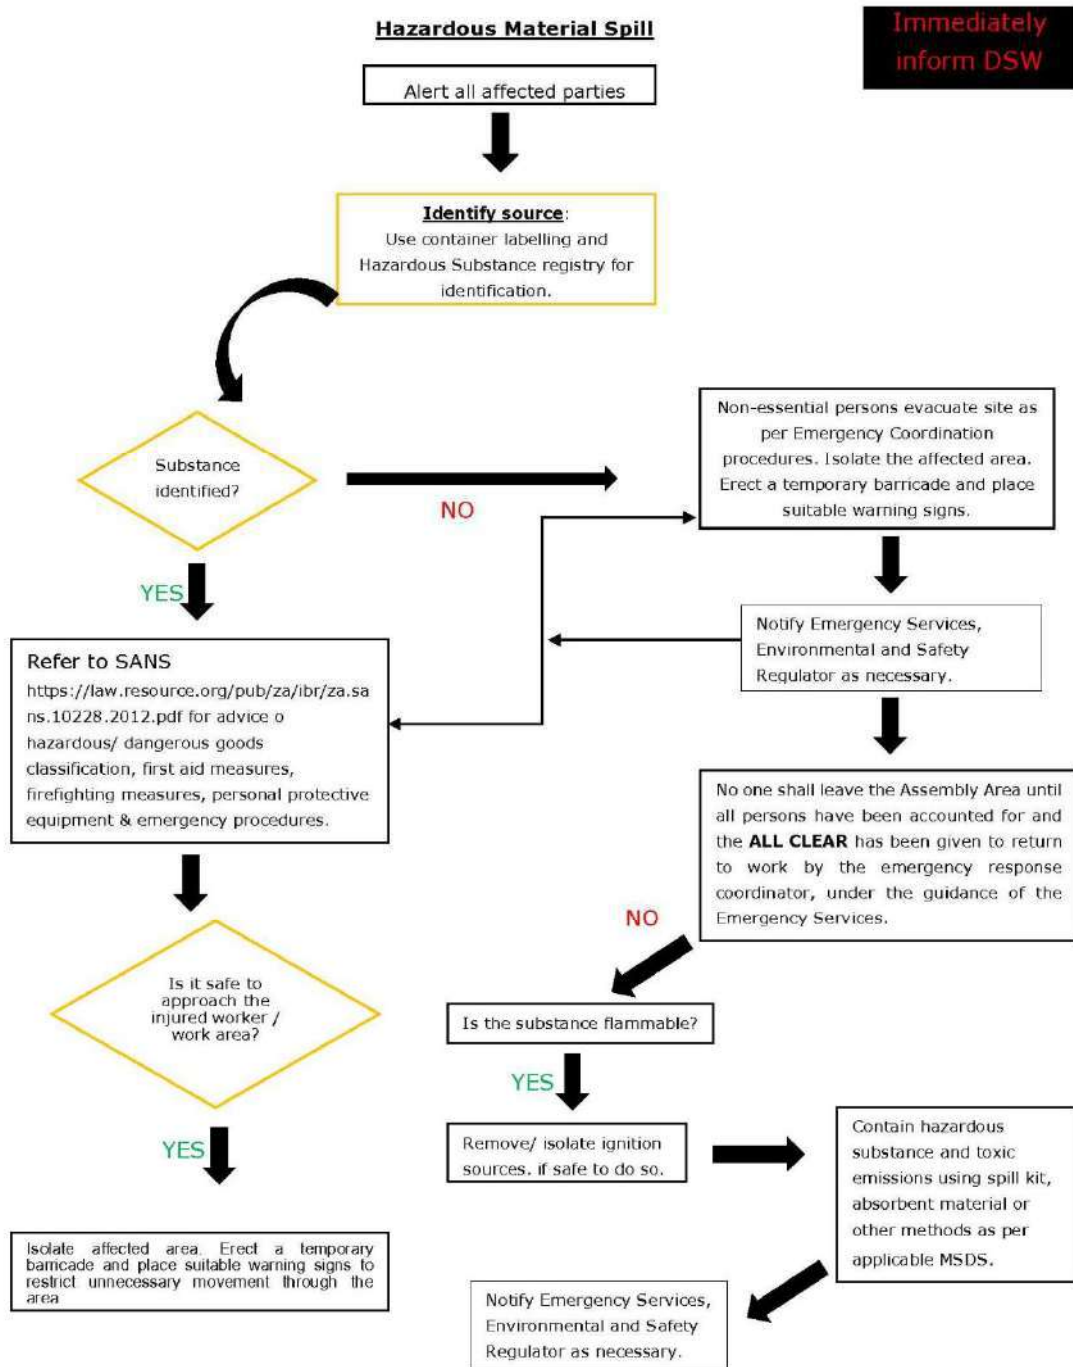 Hazardous Material Spill
Immediately
inform DSW
Alert all affected parties
Identify source:
Use container labelling and
Hazardous Substance registry for
identification.
Substance
identified?
NO
Non-essential persons evacuate site as
per Emergency Coordination
procedures. Isolate the affected area.
Erect a temporary barricade and place
suitable warning signs.
YES
Notify Emergency Services,
Environmental and Safety
Regulator as necessary.
Refer to SANS
https://law.resource.org/pub/za/ibr/za.sa
ns.10228.2012.pdf for advice o
hazardous/ dangerous goods
classification, first aid measures,
firefighting measures, personal protective
equipment & emergency procedures.
No one shall leave the Assembly Area until
all persons have been accounted for and
the ALL CLEAR has been given to return
to work by the emergency response
coordinator, under the guidance of the
Emergency Services.
NO
Is it safe to
approach the
injured worker /
work area?
Is the substance flammable?
YES
YES
Remove/ isolate ignition
sources. if safe to do so.
Contain hazardous
substance and toxic
emissions using spill kit,
absorbent material or
other methods as per
applicable MSDS.
Isolate affected area. Erect a temporary
barricade and place suitable warning signs to
restrict unnecessary movement through the
area
Notify Emergency Services,
Environmental and Safety
Regulator as necessary.